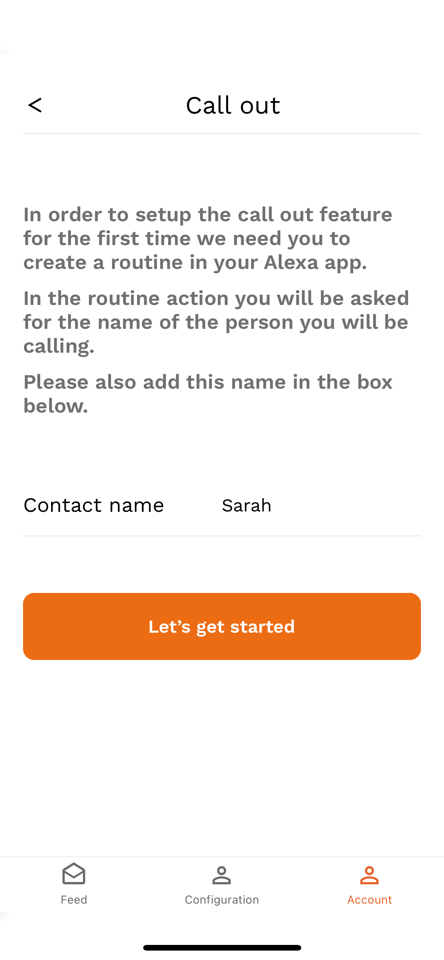 <
Call out
In order to setup the call out feature
for the first time we need you to
create a routine in your Alexa app.
In the routine action you will be asked
for the name of the person you will be
calling.
Please also add this name in the box
below.
Contact name Sarah
Let’s get started
Feed Configuration Account